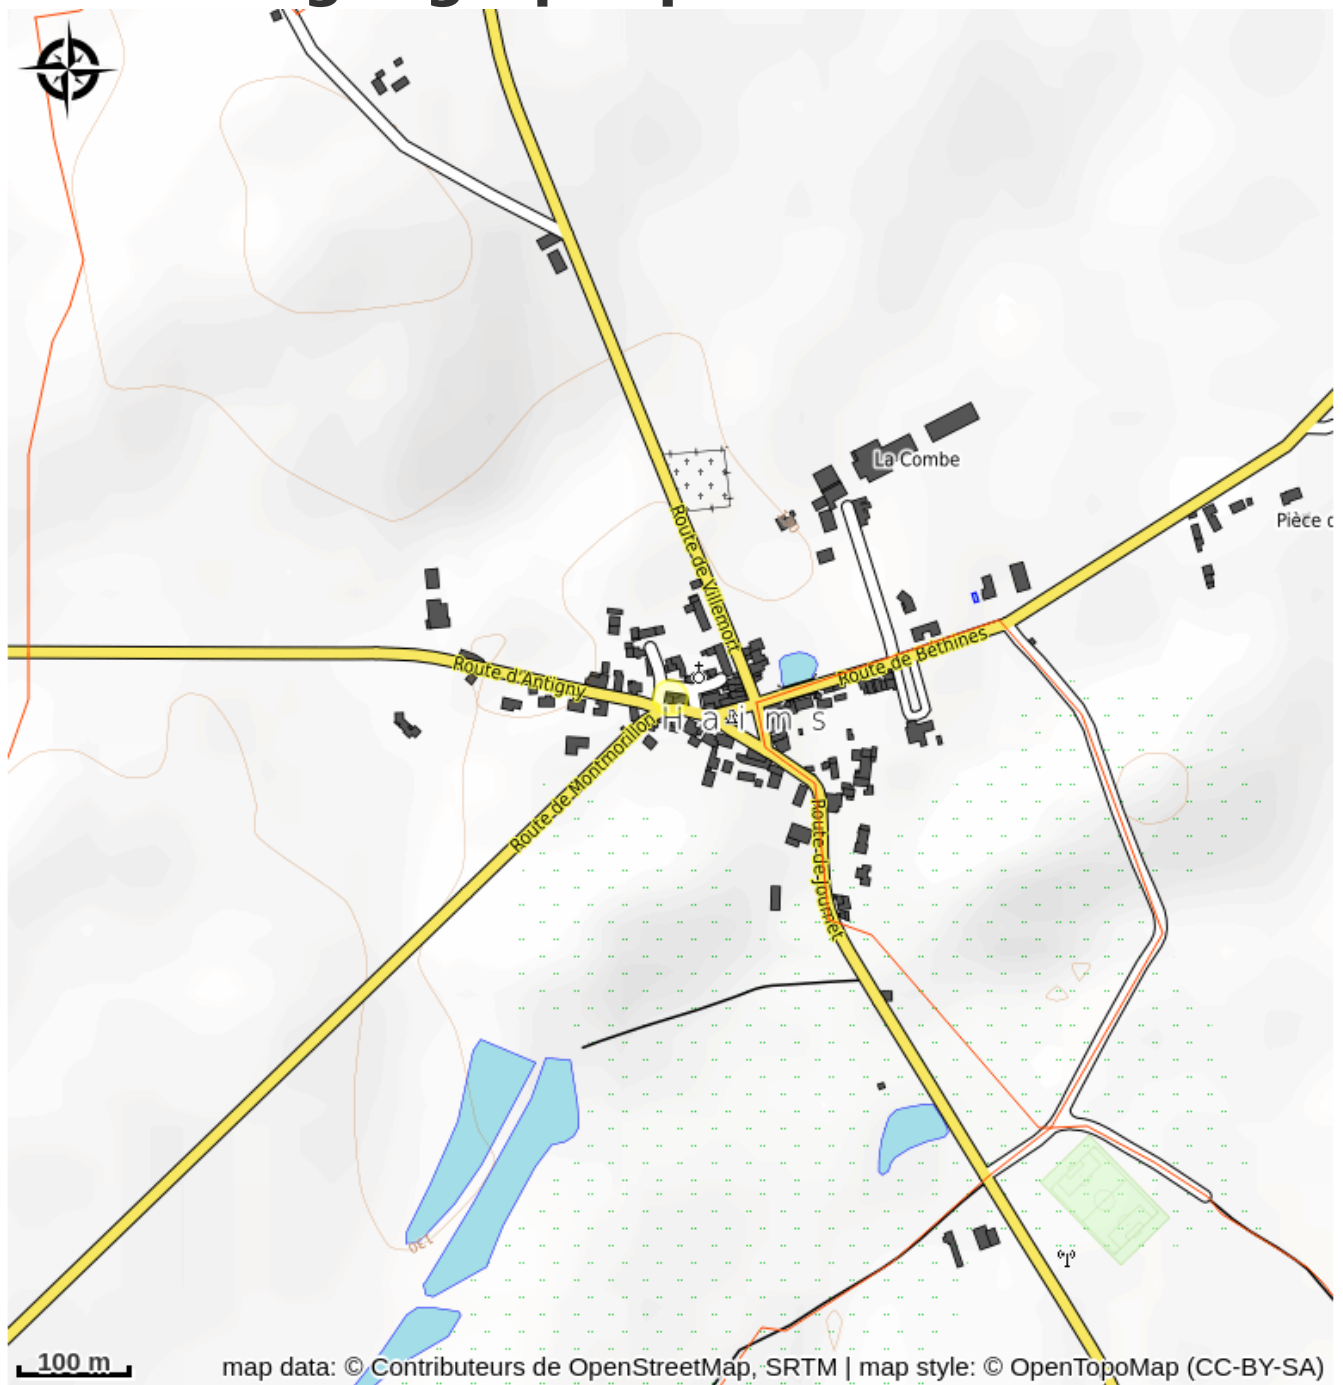 La Combe
Pièce d
Route de Villemort
Route de Béthines
Route d'Antigny
Haims
Route de Montmorillon
Route de Journet
130
100 m
map data: © Contributeurs de OpenStreetMap, SRTM | map style: © OpenTopoMap (CC-BY-SA)